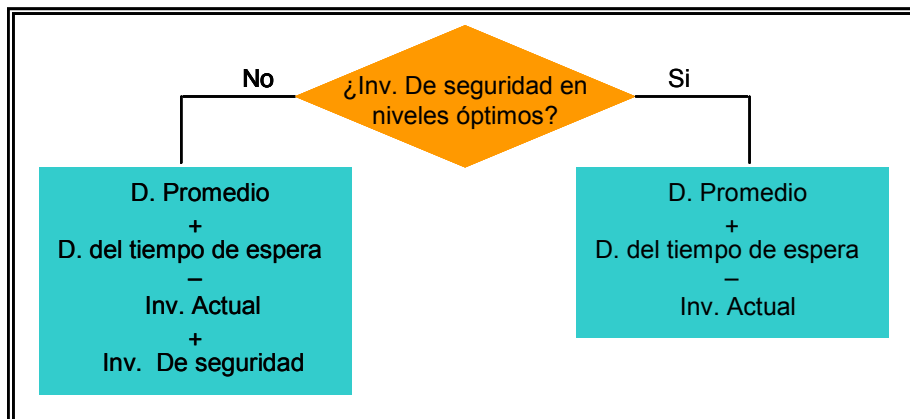 ¿Inv. De seguridad en
niveles óptimos?
No
Si
D. Promedio
+
D. del tiempo de espera
–
Inv. Actual
+
Inv. De seguridad
D. Promedio
+
D. del tiempo de espera
–
Inv. Actual